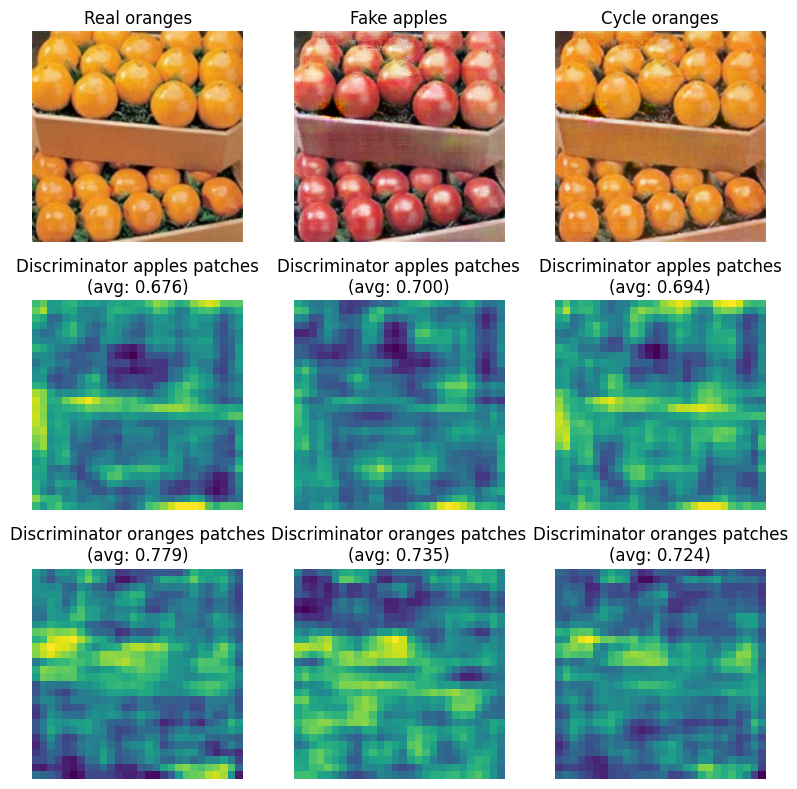 Real oranges
Fake apples
Cycle oranges
Discriminator apples patches
(avg: 0.676)
Discriminator apples patches
(avg: 0.700)
Discriminator apples patches
(avg: 0.694)
Discriminator oranges patches
(avg: 0.779)
Discriminator oranges patches
(avg: 0.735)
Discriminator oranges patches
(avg: 0.724)